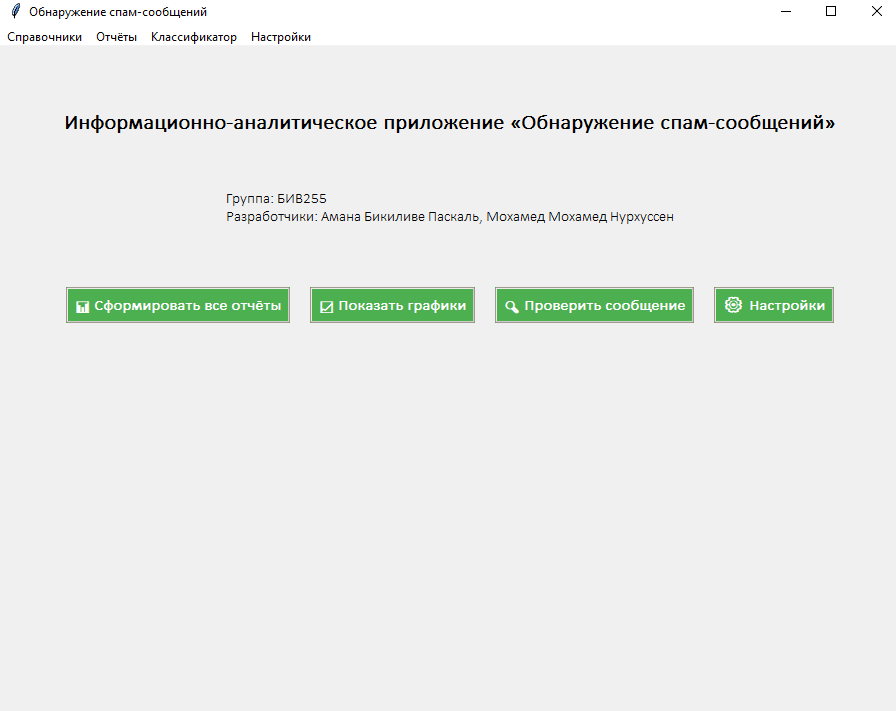 Обнаружение спам-сообщений
Справочники Отчёты Классификатор Настройки
Информационно-аналитическое приложение «Обнаружение спам-сообщений»
Группа: БИВ255
Разработчики: Амана Бикиливе Паскаль, Мохамед Мохамед Нурхуссен
Сформировать все отчёты Показать графики Проверить сообщение Настройки